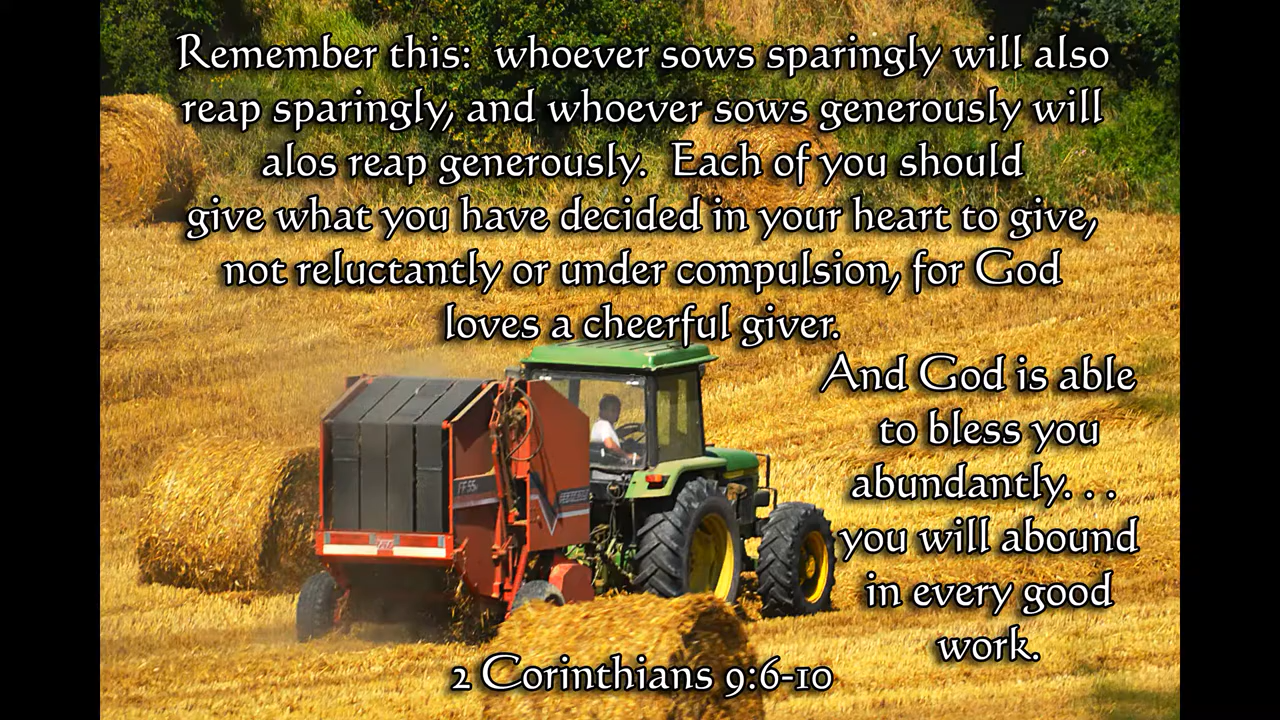 Remember this: whoever sows sparingly will also
reap sparingly, and whoever sows generously will
alos reap generously. Each of you should
give what you have decided in your heart to give,
not reluctantly or under compulsion, for God
loves a cheerful giver.
And God is able
to bless you
abundantly. . .
you will abound
in every good
work.
2 Corinthians 9:6-10